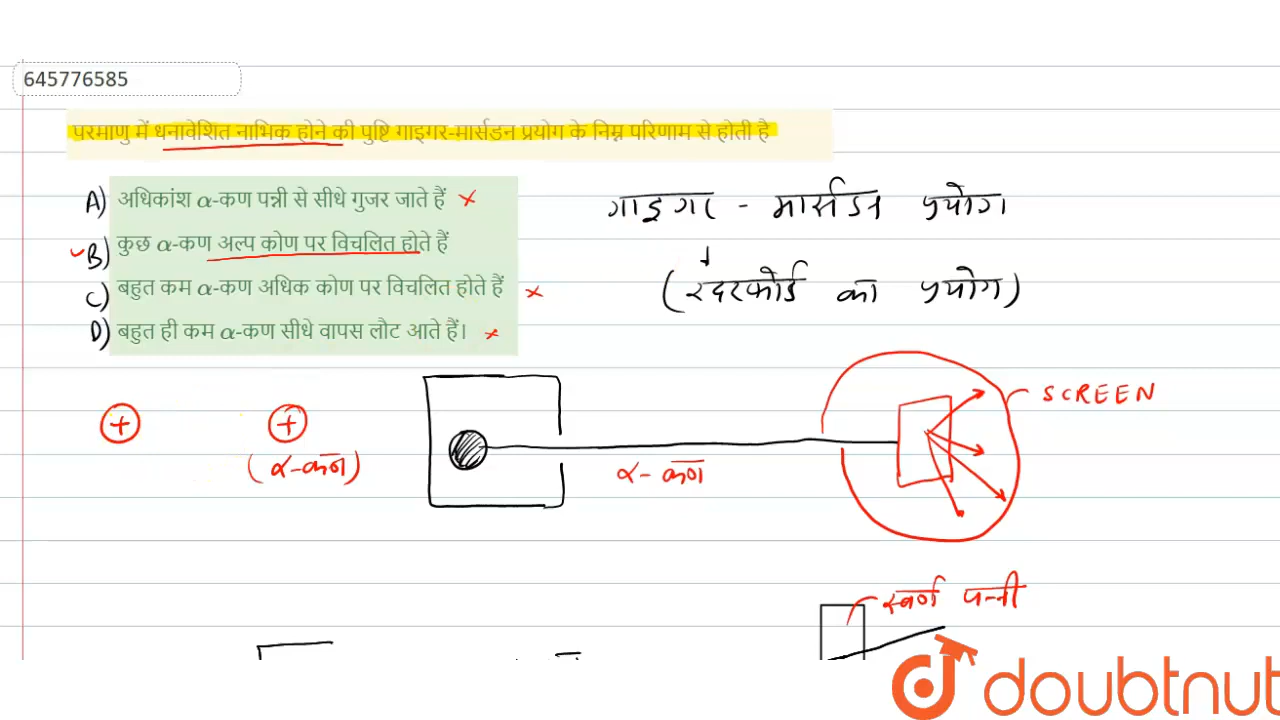 645776585
परमाणु में धनावेशित नाभिक होने की पुष्टि गाइगर-मार्सडन प्रयोग के निम्न परिणाम से होती है
A) अधिकांश α-कण पन्नी से सीधे गुजर जाते हैं
B) कुछ α-कण अल्प कोण पर विचलित होते हैं
C) बहुत कम α-कण अधिक कोण पर विचलित होते हैं
D) बहुत ही कम α-कण सीधे वापस लौट आते हैं।
गाइगर - मार्सडन प्रयोग
(रदरफोर्ड का प्रयोग)
SCREEN
+ +
(α-कण)
α-कण
स्वर्ण पन्नी
doubtnut